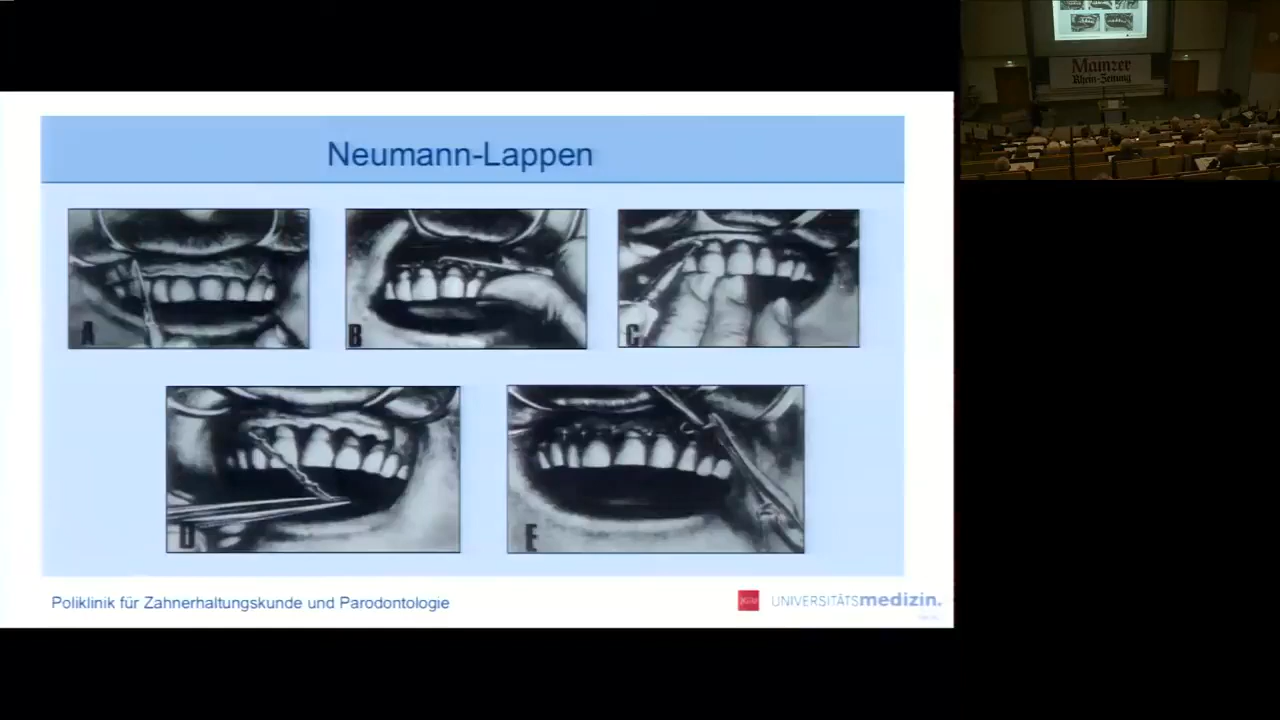 Neumann-Lappen
A
B
C
D
E
Poliklinik für Zahnerhaltungskunde und Parodontologie
UNIVERSITÄTSmedizin.
Mainzer
Rhein-Zeitung